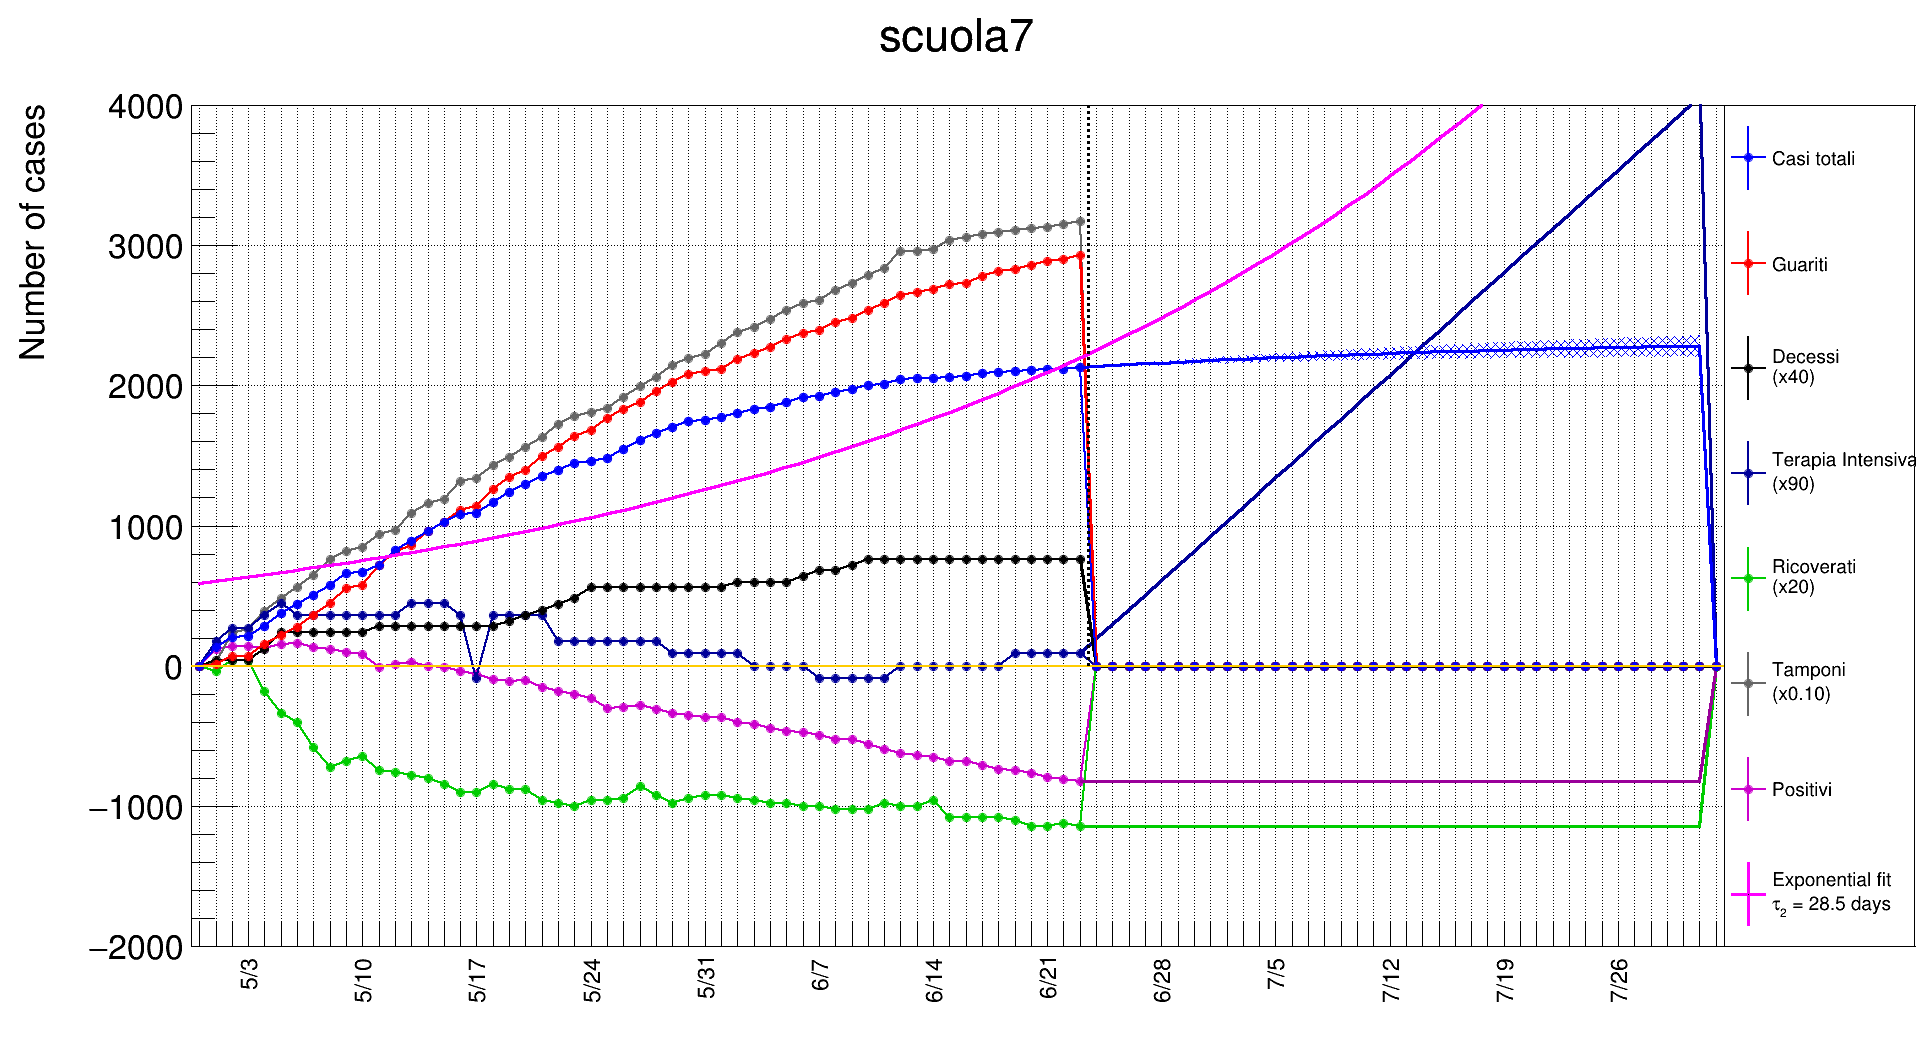 scuola7
Number of cases
4000
3000
2000
1000
0
−1000
−2000
5/3
5/10
5/17
5/24
5/31
6/7
6/14
6/21
6/28
7/5
7/12
7/19
7/26
Casi totali
Guariti
Decessi
(x40)
Terapia Intensiva
(x90)
Ricoverati
(x20)
Tamponi
(x0.10)
Positivi
Exponential fit
τ₂ = 28.5 days